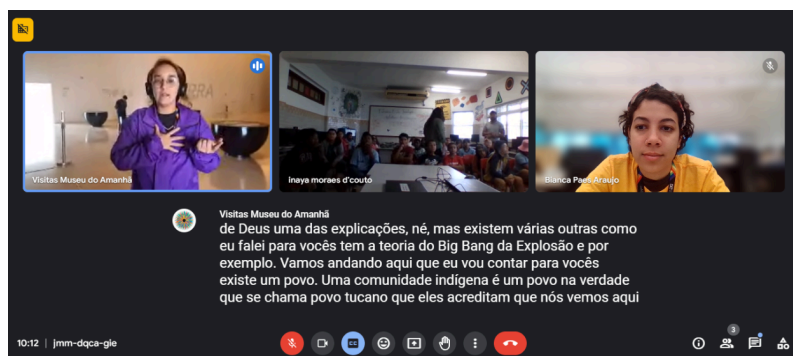 RRA
Visitas Museu do Amanhã
inaya moraes d'couto
Bianca Paes Araujo
Visitas Museu do Amanhã
de Deus uma das explicações, né, mas existem várias outras como
eu falei para vocês tem a teoria do Big Bang da Explosão e por
exemplo. Vamos andando aqui que eu vou contar para vocês
existe um povo. Uma comunidade indígena é um povo na verdade
que se chama povo tucano que eles acreditam que nós vemos aqui
10:12 | jmm-dqca-gie
CC
3